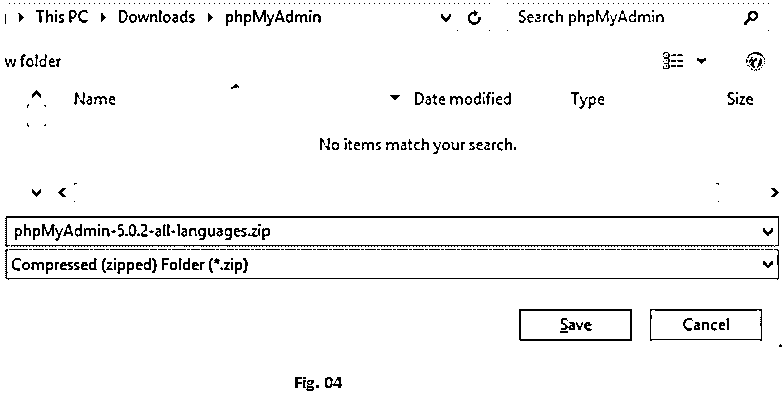 This PC Downloads phpMyAdmin Search phpMyAdmin
w folder
Name Date modified Type Size
No items match your search.
phpMyAdmin-5.0.2-all-languages.zip
Compressed (zipped) Folder (*.zip)
Save Cancel
Fig. 04